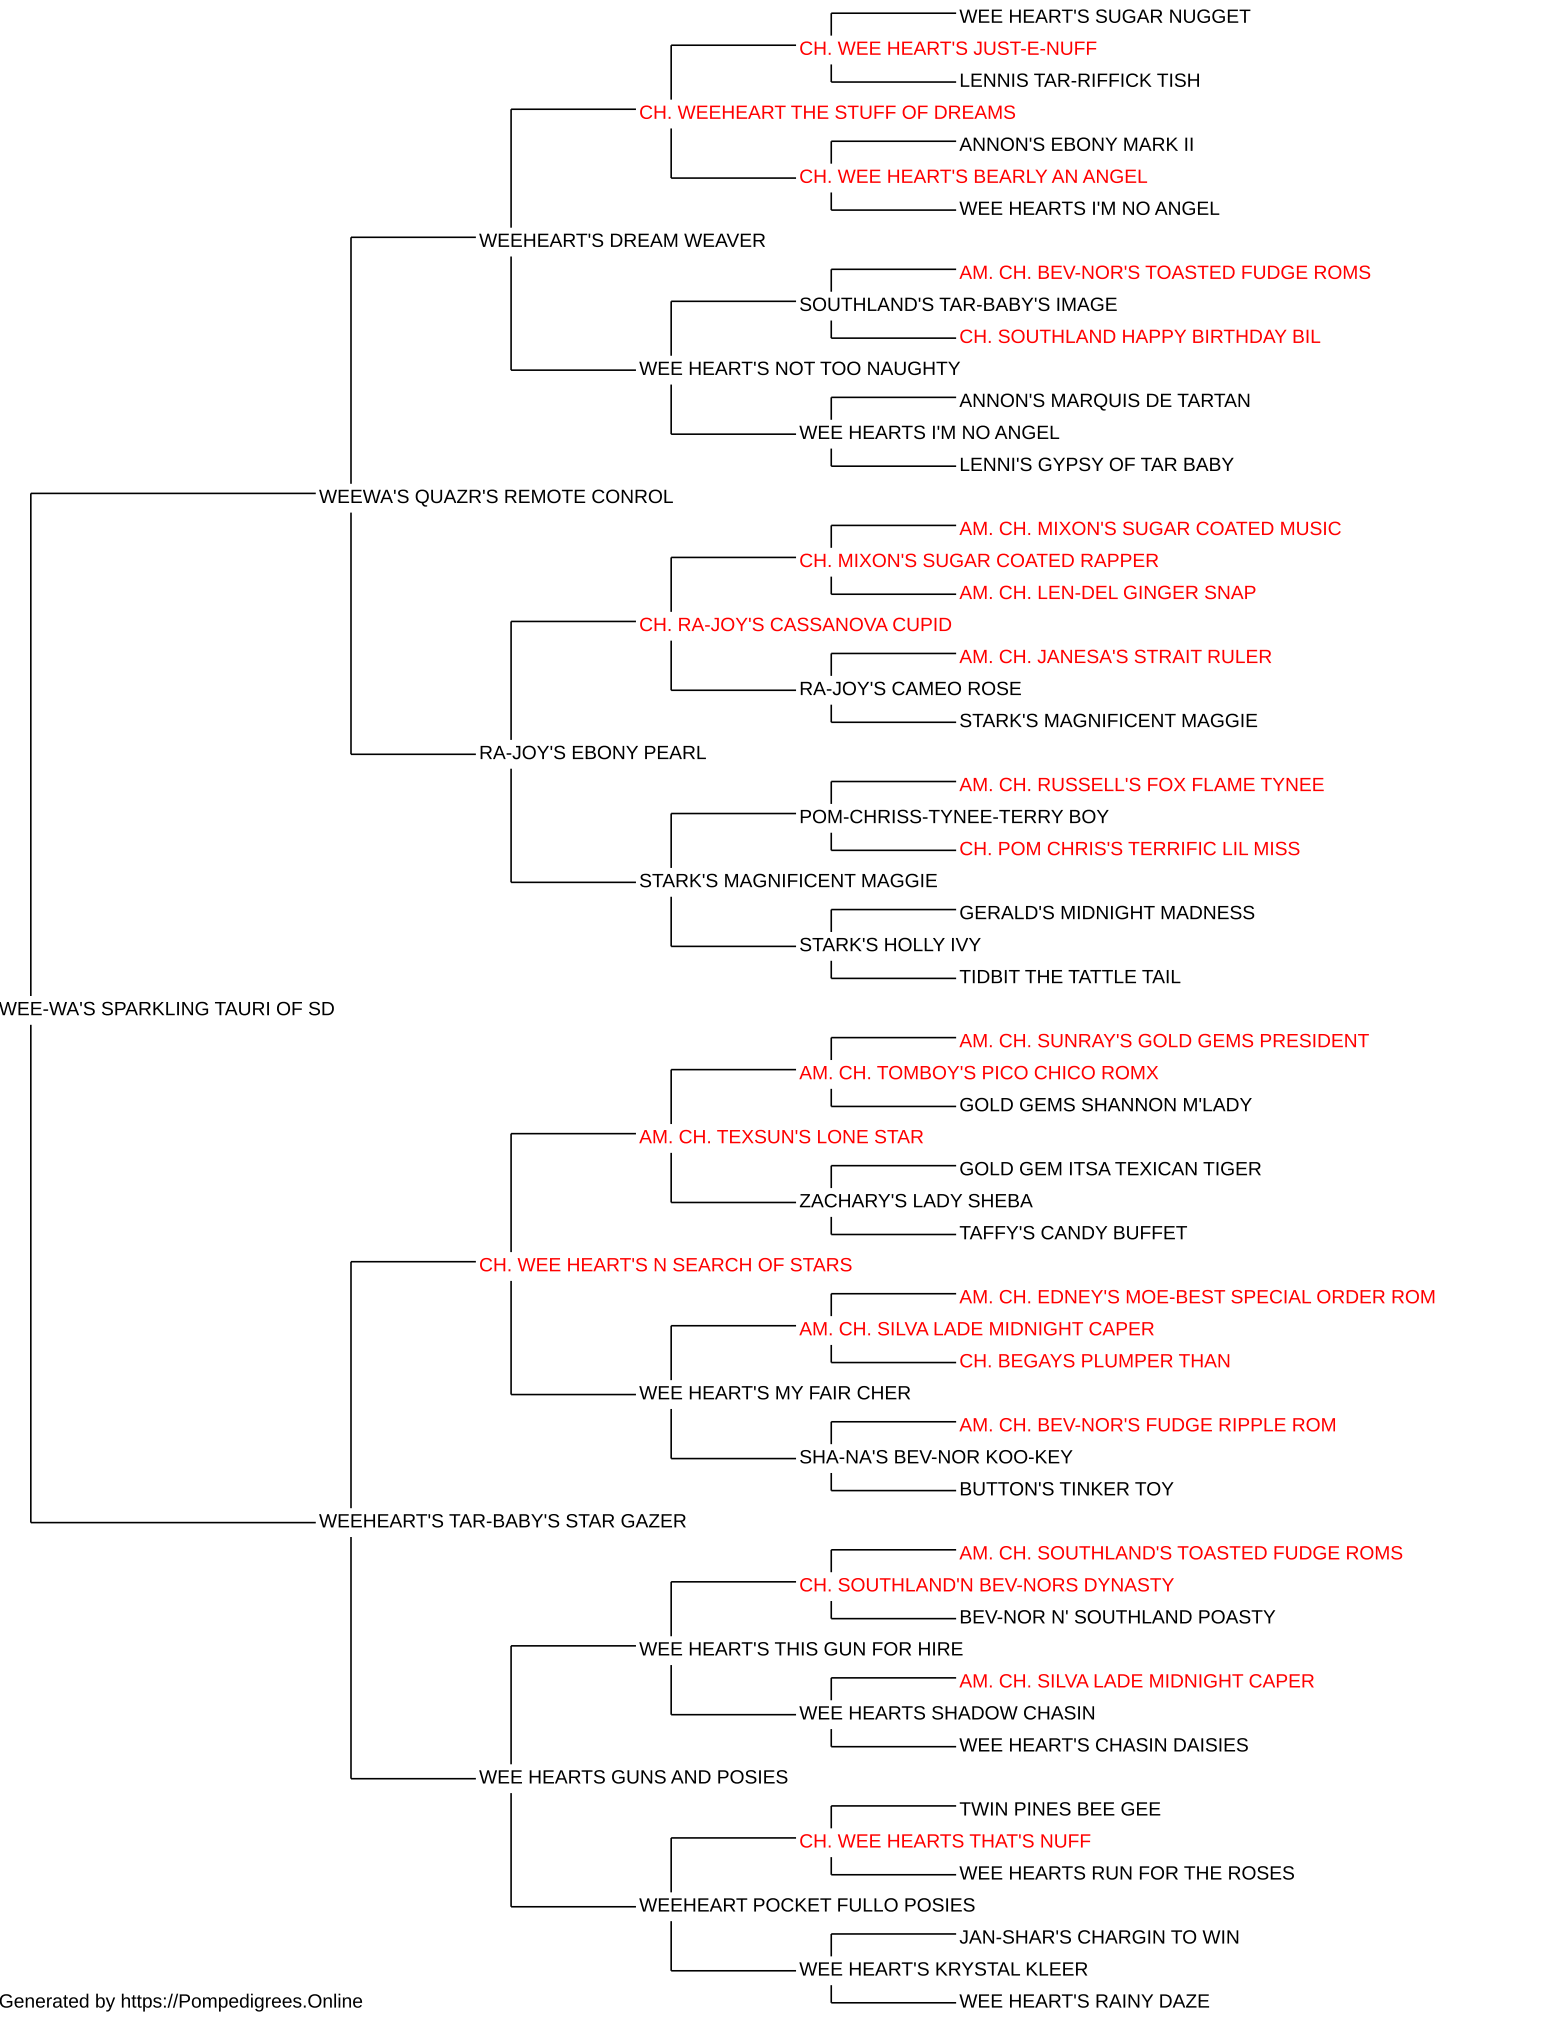 WEE HEART'S SUGAR NUGGET
CH. WEE HEART'S JUST-E-NUFF
LENNIS TAR-RIFFICK TISH
CH. WEEHEART THE STUFF OF DREAMS
ANNON'S EBONY MARK II
CH. WEE HEART'S BEARLY AN ANGEL
WEE HEARTS I'M NO ANGEL
WEEHEART'S DREAM WEAVER
AM. CH. BEV-NOR'S TOASTED FUDGE ROMS
SOUTHLAND'S TAR-BABY'S IMAGE
CH. SOUTHLAND HAPPY BIRTHDAY BIL
WEE HEART'S NOT TOO NAUGHTY
ANNON'S MARQUIS DE TARTAN
WEE HEARTS I'M NO ANGEL
LENNI'S GYPSY OF TAR BABY
WEEWA'S QUAZR'S REMOTE CONROL
AM. CH. MIXON'S SUGAR COATED MUSIC
CH. MIXON'S SUGAR COATED RAPPER
AM. CH. LEN-DEL GINGER SNAP
CH. RA-JOY'S CASSANOVA CUPID
AM. CH. JANESA'S STRAIT RULER
RA-JOY'S CAMEO ROSE
STARK'S MAGNIFICENT MAGGIE
RA-JOY'S EBONY PEARL
AM. CH. RUSSELL'S FOX FLAME TYNEE
POM-CHRISS-TYNEE-TERRY BOY
CH. POM CHRIS'S TERRIFIC LIL MISS
STARK'S MAGNIFICENT MAGGIE
GERALD'S MIDNIGHT MADNESS
STARK'S HOLLY IVY
TIDBIT THE TATTLE TAIL
WEE-WA'S SPARKLING TAURI OF SD
AM. CH. SUNRAY'S GOLD GEMS PRESIDENT
AM. CH. TOMBOY'S PICO CHICO ROMX
GOLD GEMS SHANNON M'LADY
AM. CH. TEXSUN'S LONE STAR
GOLD GEM ITSA TEXICAN TIGER
ZACHARY'S LADY SHEBA
TAFFY'S CANDY BUFFET
CH. WEE HEART'S N SEARCH OF STARS
AM. CH. EDNEY'S MOE-BEST SPECIAL ORDER ROM
AM. CH. SILVA LADE MIDNIGHT CAPER
CH. BEGAYS PLUMPER THAN
WEE HEART'S MY FAIR CHER
AM. CH. BEV-NOR'S FUDGE RIPPLE ROM
SHA-NA'S BEV-NOR KOO-KEY
BUTTON'S TINKER TOY
WEEHEART'S TAR-BABY'S STAR GAZER
AM. CH. SOUTHLAND'S TOASTED FUDGE ROMS
CH. SOUTHLAND'N BEV-NORS DYNASTY
BEV-NOR N' SOUTHLAND POASTY
WEE HEART'S THIS GUN FOR HIRE
AM. CH. SILVA LADE MIDNIGHT CAPER
WEE HEARTS SHADOW CHASIN
WEE HEART'S CHASIN DAISIES
WEE HEARTS GUNS AND POSIES
TWIN PINES BEE GEE
CH. WEE HEARTS THAT'S NUFF
WEE HEARTS RUN FOR THE ROSES
WEEHEART POCKET FULLO POSIES
JAN-SHAR'S CHARGIN TO WIN
WEE HEART'S KRYSTAL KLEER
WEE HEART'S RAINY DAZE
Generated by https://Pompedigrees.Online